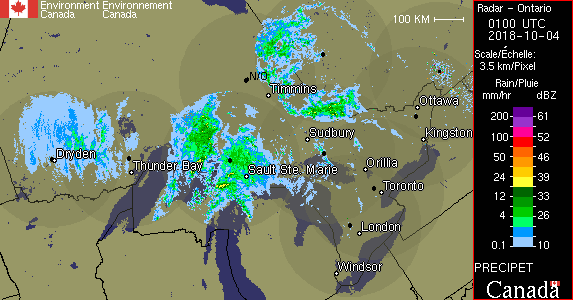 Environment Environnement
Canada Canada
100 KM
N/O
Timmins
Ottawa
Sudbury
Kingston
Dryden
Thunder Bay
Sault Ste. Marie
Orillia
Toronto
London
Windsor
Radar - Ontario
0100 UTC
2018-10-04
Scale/Échelle:
3.5 km/Pixel
Rain/Pluie
mm/hr dBZ
200 61
100 52
50 46
24 39
12 33
4 26
0.1 10
PRECIPET
Canada